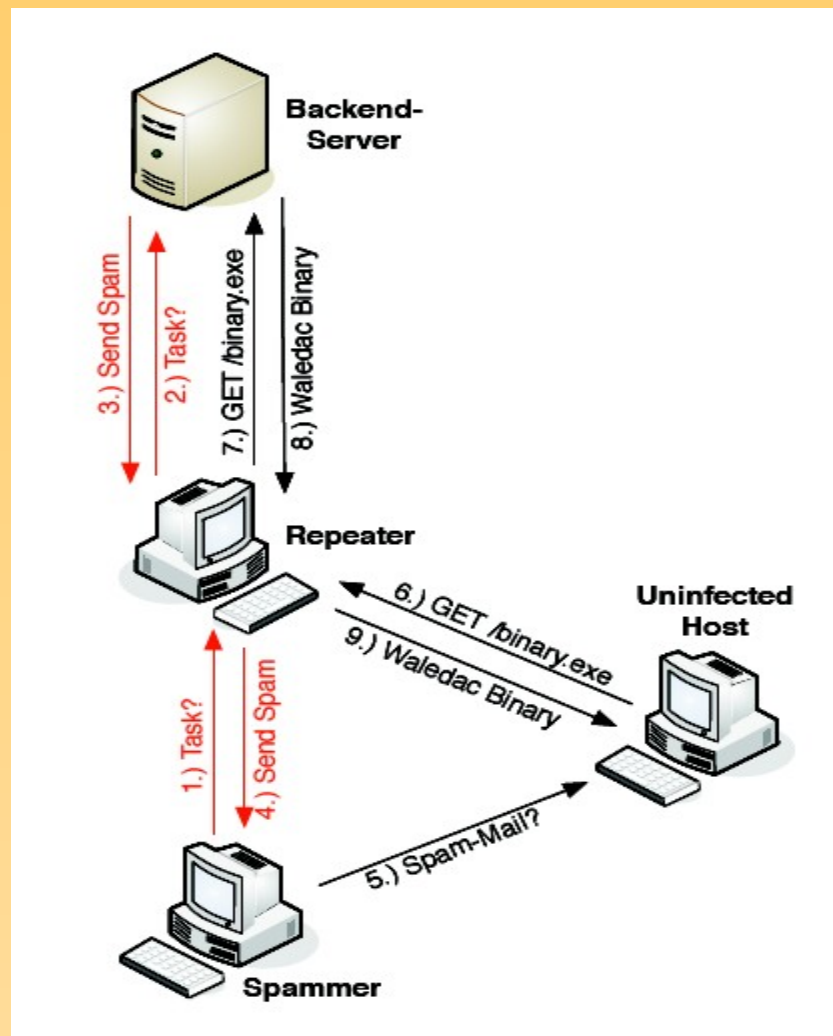 Backend-
Server
3.) Send Spam
2.) Task?
7.) GET /binary.exe
8.) Waledac Binary
Repeater
6.) GET /binary.exe
9.) Waledac Binary
Uninfected
Host
1.) Task?
4.) Send Spam
5.) Spam-Mail?
Spammer